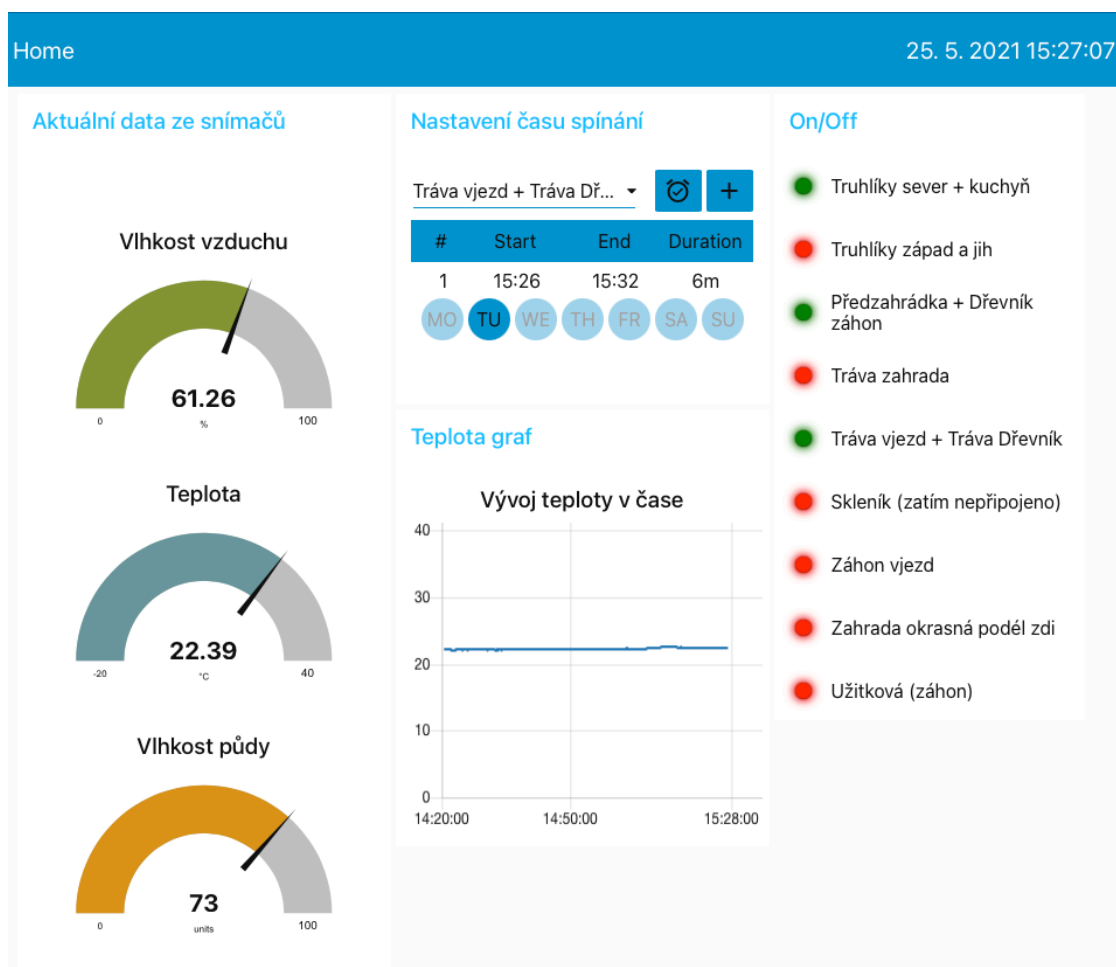 Home
25. 5. 2021 15:27:07
Aktuální data ze snímačů
Vlhkost vzduchu
61.26
%
0
100
Teplota
22.39
°C
-20
40
Vlhkost půdy
73
units
0
100
Nastavení času spínání
Tráva vjezd + Tráva Dř...
# Start End Duration
1 15:26 15:32 6m
MO TU WE TH FR SA SU
Teplota graf
Vývoj teploty v čase
40
30
20
10
0
14:20:00 14:50:00 15:28:00
On/Off
Truhlíky sever + kuchyň
Truhlíky západ a jih
Předzahrádka + Dřevník
záhon
Tráva zahrada
Tráva vjezd + Tráva Dřevník
Skleník (zatím nepřipojeno)
Záhon vjezd
Zahrada okrasná podél zdi
Užitková (záhon)